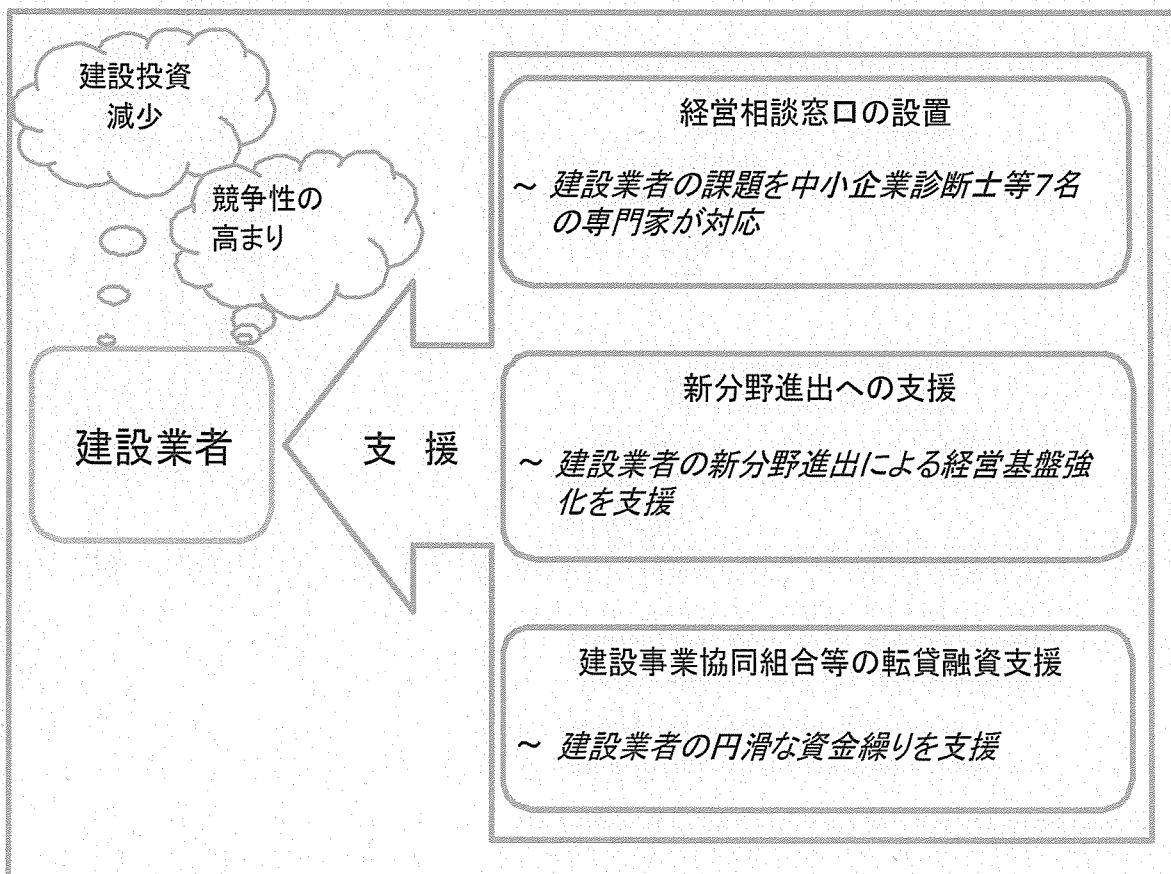 建設投資
減少
競争性の
高まり
建設業者
支 援
経営相談窓口の設置
~ 建設業者の課題を中小企業診断士等7名
の専門家が対応
新分野進出への支援
~ 建設業者の新分野進出による経営基盤強
化を支援
建設事業協同組合等の転貸融資支援
~ 建設業者の円滑な資金繰りを支援